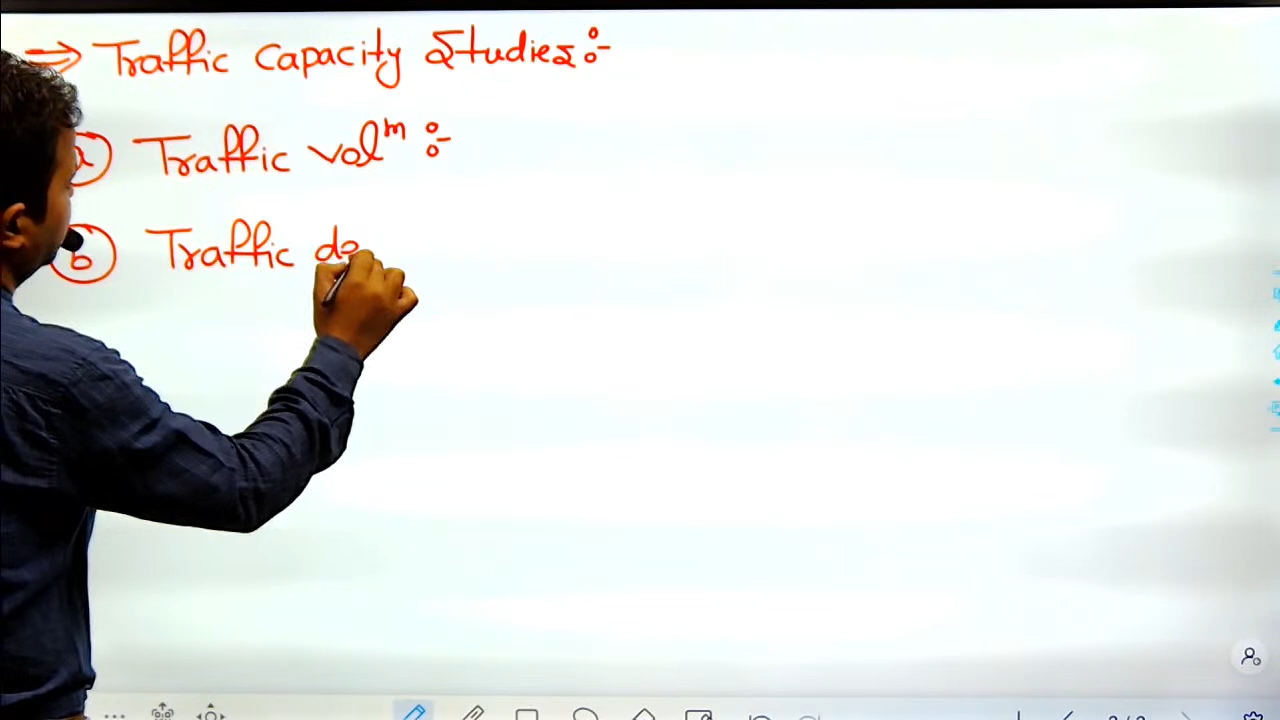 ⇒ Traffic capacity Studies :-
a Traffic volᵐ :-
b Traffic de